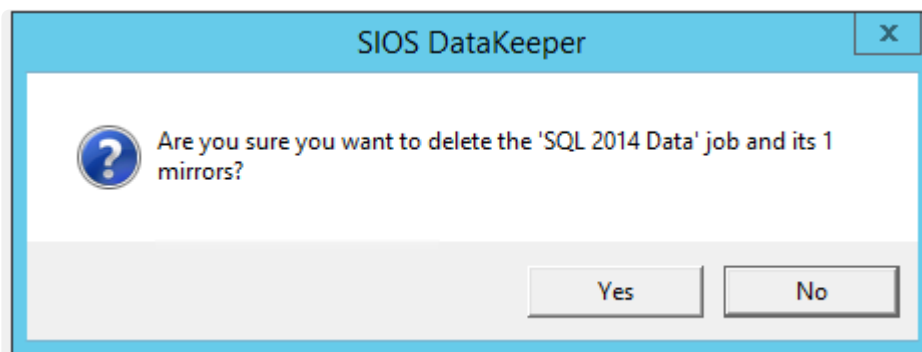 SIOS DataKeeper
x
Are you sure you want to delete the 'SQL 2014 Data' job and its 1
mirrors?
Yes
No